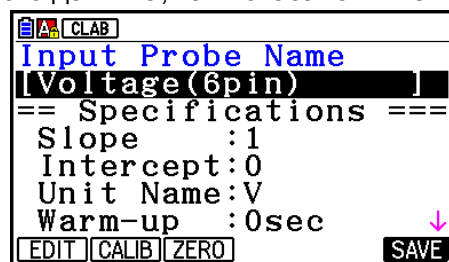 CLAB
Input Probe Name
[Voltage(6pin) ]
== Specifications ===
Slope :1
Intercept:0
Unit Name:V
Warm-up :0sec ↓
EDIT CALIB ZERO SAVE